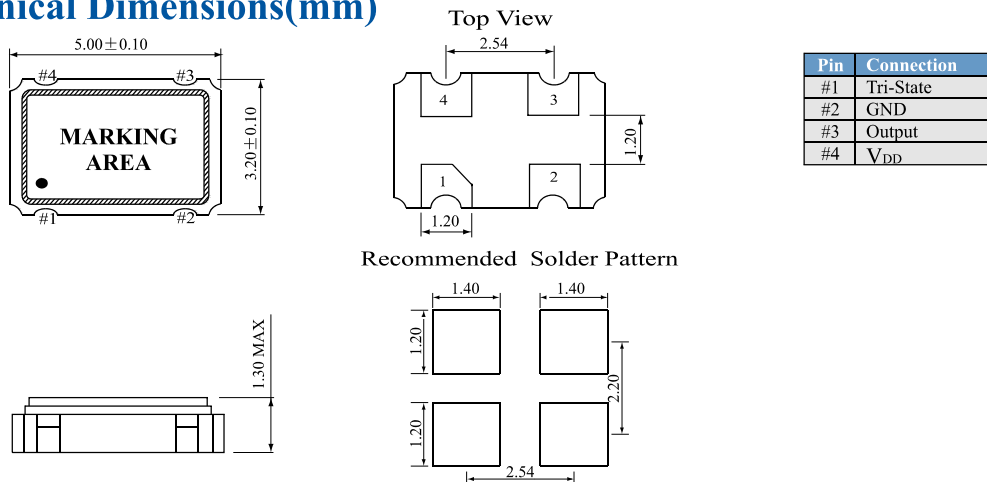 nical Dimensions(mm)
5.00±0.10
#4 #3
MARKING
AREA
#1 #2
3.20±0.10
Top View
2.54
4 3
1 2
1.20
1.20
Pin Connection
#1 Tri-State
#2 GND
#3 Output
#4 VDD
1.30 MAX
Recommended Solder Pattern
1.40 1.40
1.20
2.20
1.20
2.54